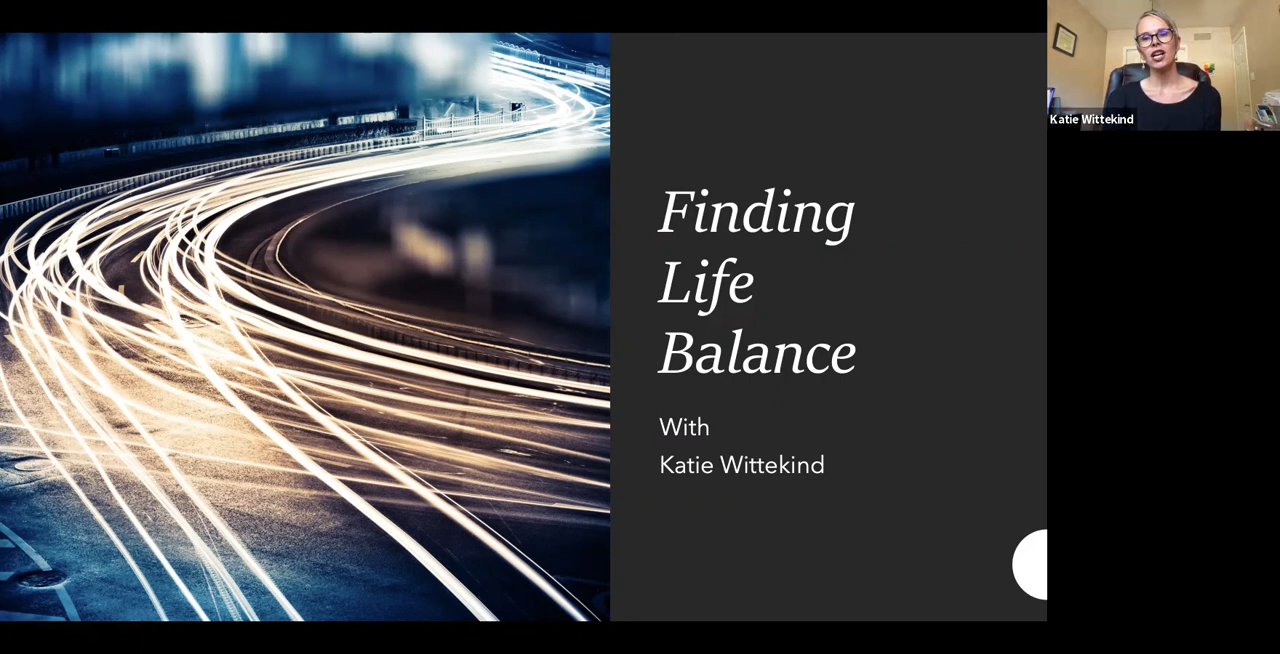 Finding
Life
Balance
With
Katie Wittekind
Katie Wittekind